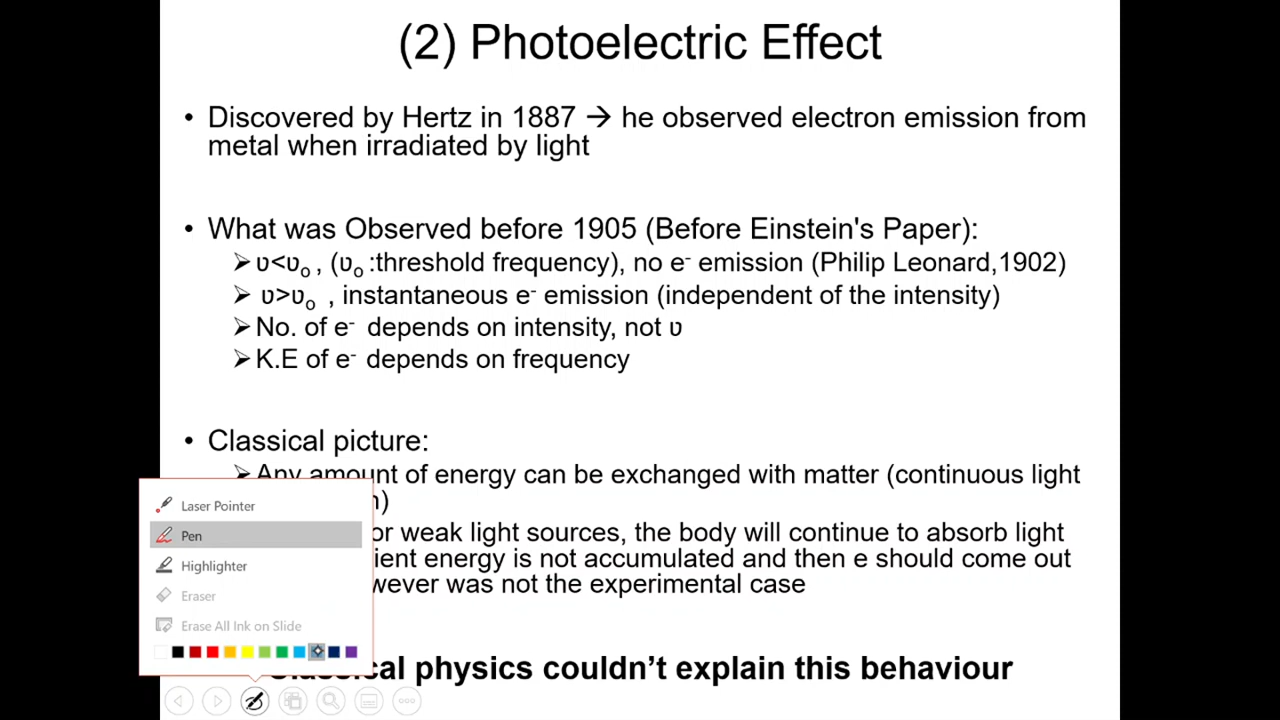 (2) Photoelectric Effect
• Discovered by Hertz in 1887 → he observed electron emission from
metal when irradiated by light
• What was Observed before 1905 (Before Einstein's Paper):
➢ υ<υo , (υo :threshold frequency), no e- emission (Philip Leonard,1902)
➢ υ>υo , instantaneous e- emission (independent of the intensity)
➢ No. of e- depends on intensity, not υ
➢ K.E of e- depends on frequency
• Classical picture:
➢ Any amount of energy can be exchanged with matter (continuous light
)
or weak light sources, the body will continue to absorb light
energy is not accumulated and then e should come out
was not the experimental case
physics couldn’t explain this behaviour
Laser Pointer
Pen
Highlighter
Eraser
Erase All Ink on Slide